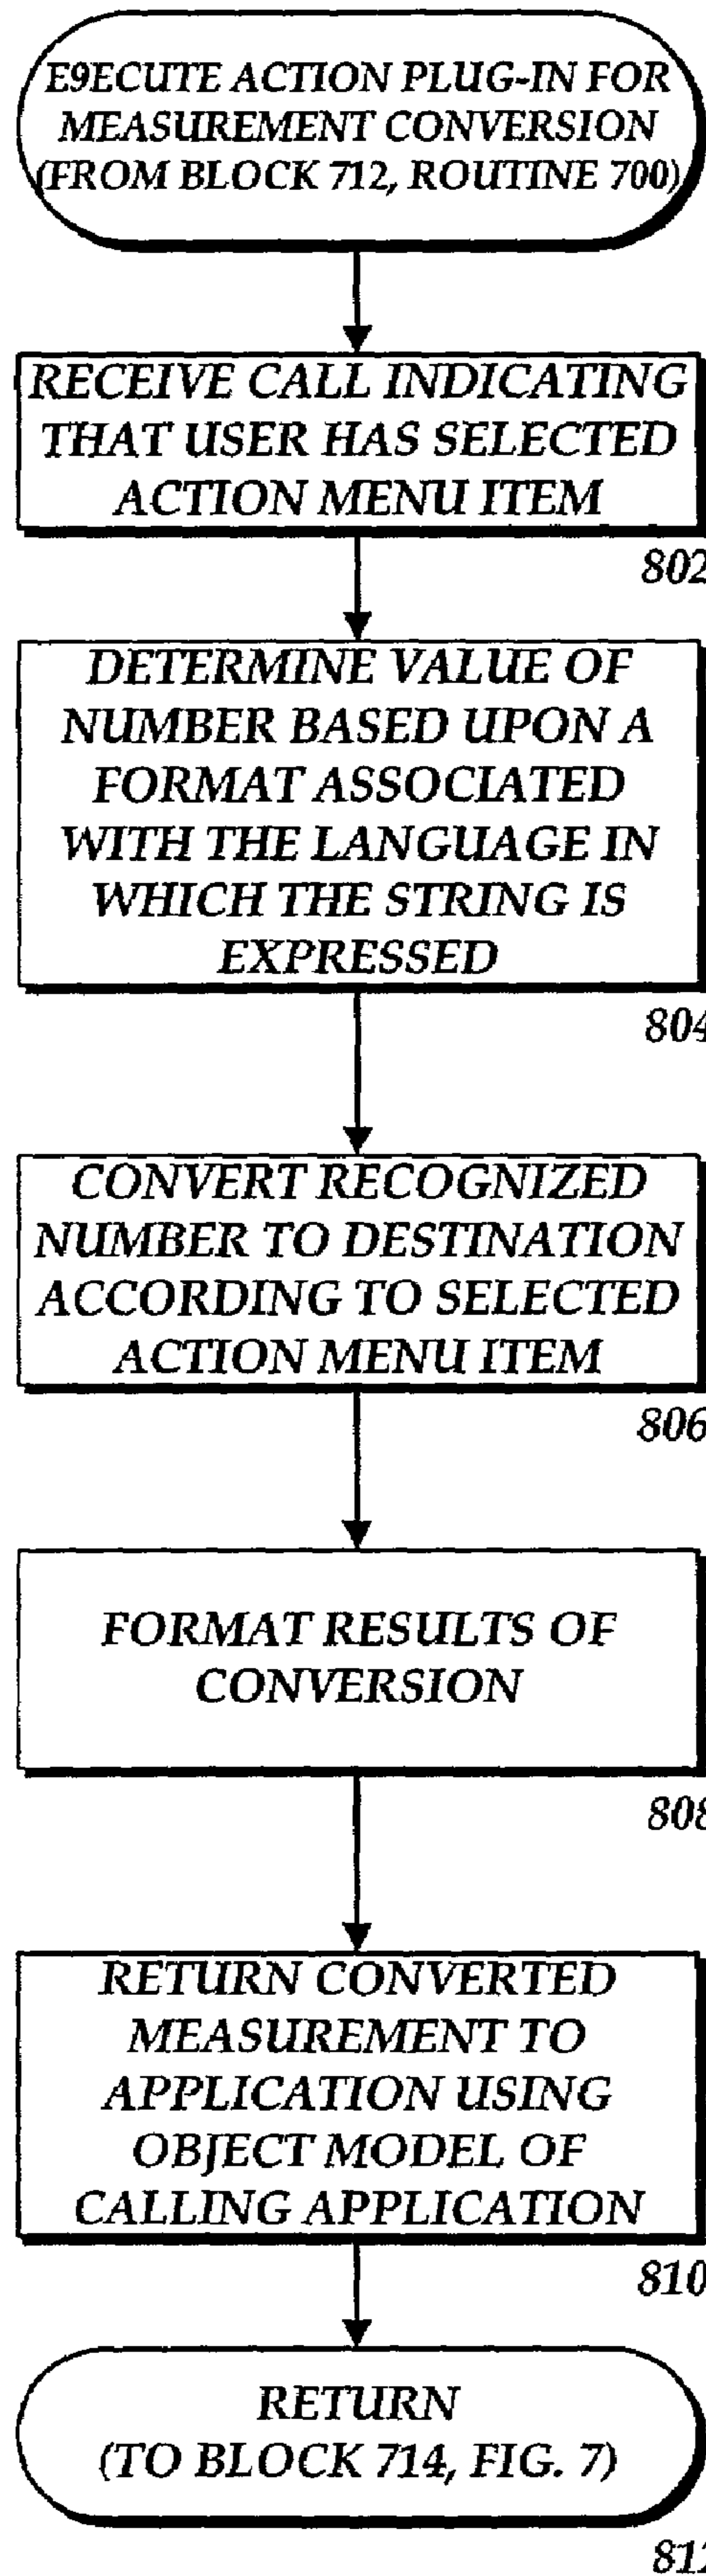 E9ECUTE ACTION PLUG-IN FOR
MEASUREMENT CONVERSION
(FROM BLOCK 712, ROUTINE 700)
RECEIVE CALL INDICATING
THAT USER HAS SELECTED
ACTION MENU ITEM
802
DETERMINE VALUE OF
NUMBER BASED UPON A
FORMAT ASSOCIATED
WITH THE LANGUAGE IN
WHICH THE STRING IS
EXPRESSED
804
CONVERT RECOGNIZED
NUMBER TO DESTINATION
ACCORDING TO SELECTED
ACTION MENU ITEM
806
FORMAT RESULTS OF
CONVERSION
808
RETURN CONVERTED
MEASUREMENT TO
APPLICATION USING
OBJECT MODEL OF
CALLING APPLICATION
810
RETURN
(TO BLOCK 714, FIG. 7)
812